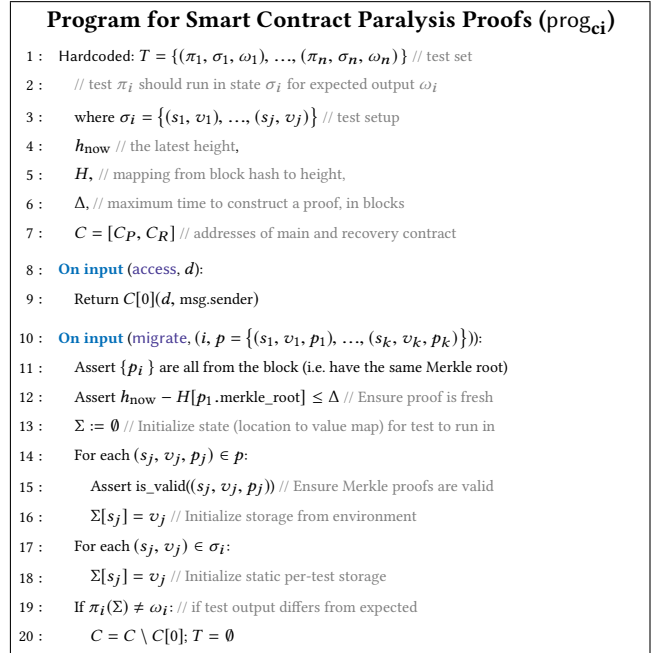 Program for Smart Contract Paralysis Proofs (prog_ci)
1 : Hardcoded: T = {(π₁, σ₁, ω₁), …, (πₙ, σₙ, ωₙ)} // test set
2 : // test πᵢ should run in state σᵢ for expected output ωᵢ
3 : where σᵢ = {(s₁, v₁), …, (sⱼ, vⱼ)} // test setup
4 : h_now // the latest height,
5 : H, // mapping from block hash to height,
6 : Δ, // maximum time to construct a proof, in blocks
7 : C = [C_P, C_R] // addresses of main and recovery contract
8 : On input (access, d):
9 : Return C[0](d, msg.sender)
10 : On input (migrate, (i, p = {(s₁, v₁, p₁), …, (sₖ, vₖ, pₖ)})):
11 : Assert {pᵢ } are all from the block (i.e. have the same Merkle root)
12 : Assert h_now − H[p₁.merkle_root] ≤ Δ // Ensure proof is fresh
13 : Σ := ∅ // Initialize state (location to value map) for test to run in
14 : For each (sⱼ, vⱼ, pⱼ) ∈ p:
15 : Assert is_valid((sⱼ, vⱼ, pⱼ)) // Ensure Merkle proofs are valid
16 : Σ[sⱼ] = vⱼ // Initialize storage from environment
17 : For each (sⱼ, vⱼ) ∈ σᵢ:
18 : Σ[sⱼ] = vⱼ // Initialize static per-test storage
19 : If πᵢ(Σ) ≠ ωᵢ: // if test output differs from expected
20 : C = C \ C[0]; T = ∅